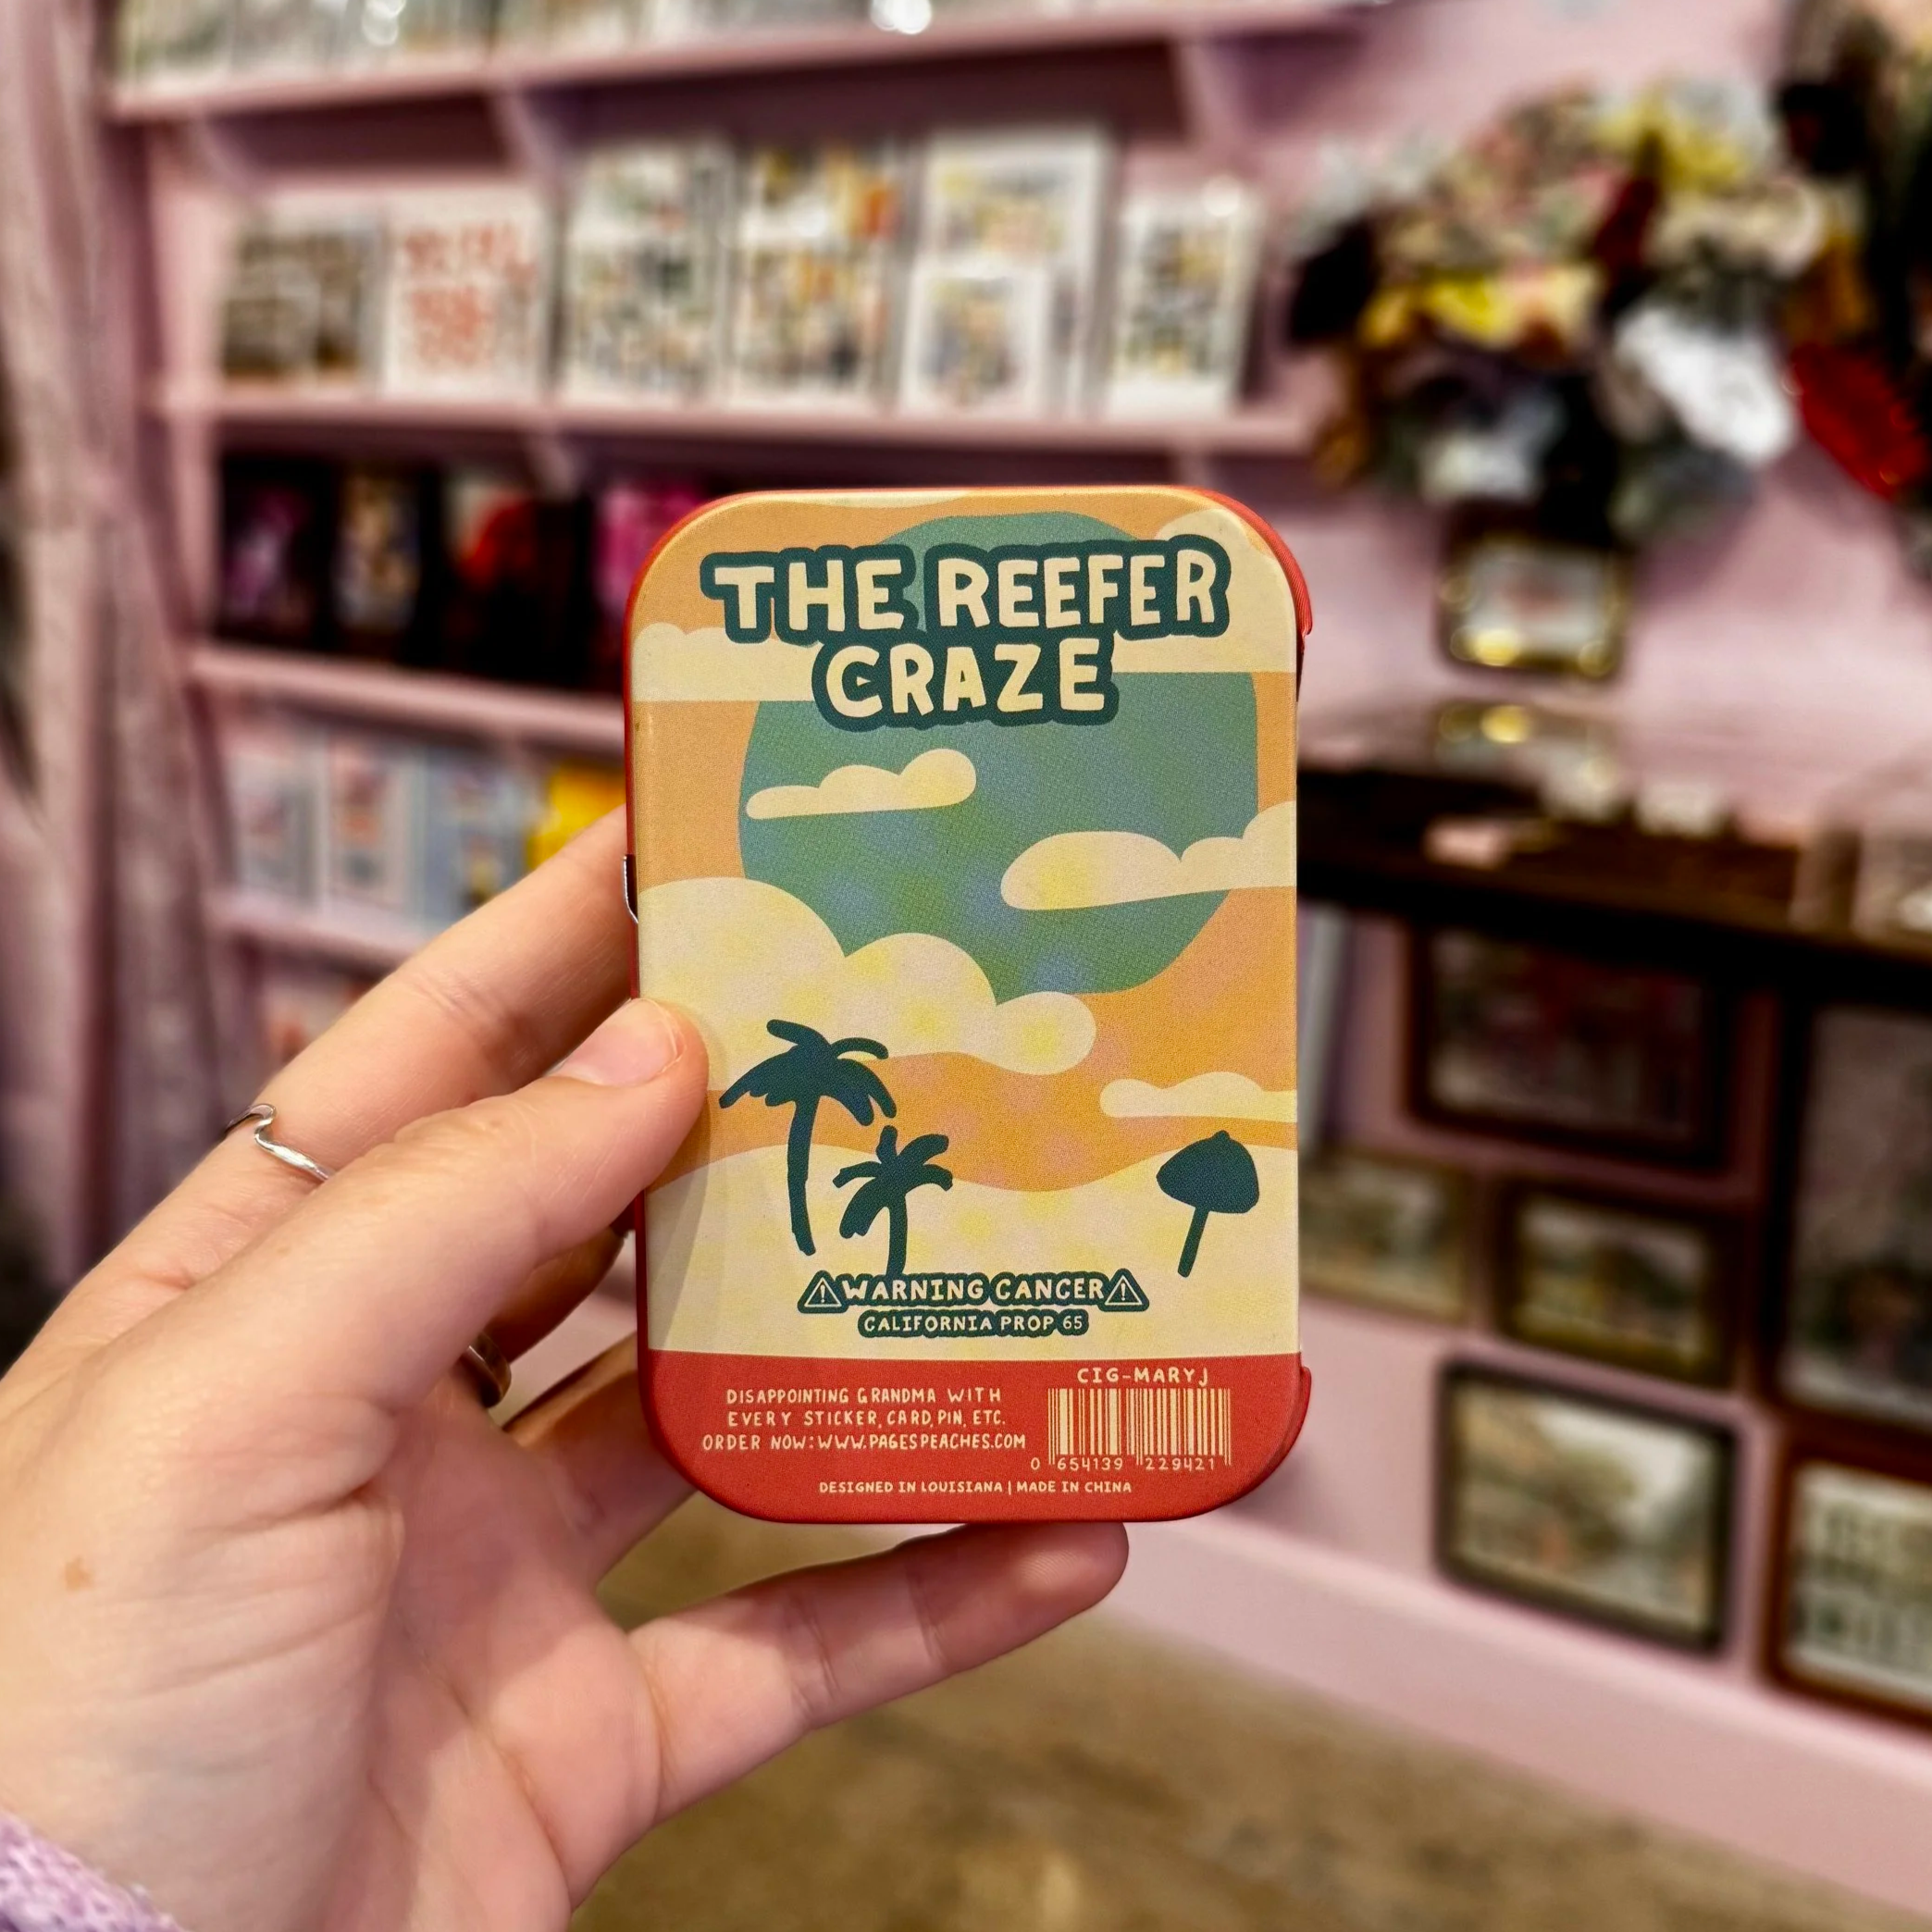 THE REEFER
CRAZE
WARNING CANCER
CALIFORNIA PROP 65
CIG-MARYJ
DISAPPOINTING GRANDMA WITH
EVERY STICKER, CARD, PIN, ETC.
ORDER NOW: WWW.PAGESPEACHES.COM
0 654139 229421
DESIGNED IN LOUISIANA | MADE IN CHINA